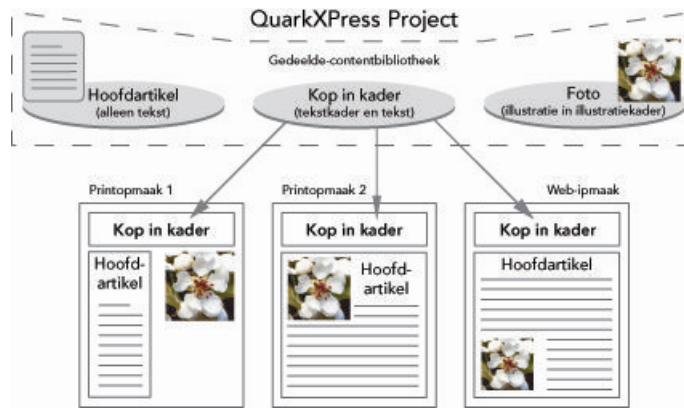 QuarkXPress Project
Gedeelde-contentbibliotheek
Hoofdartikel
(alleen tekst)
Kop in kader
(tekstkader en tekst)
Foto
(illustratie in illustratiekader)
Printopmaak 1
Printopmaak 2
Web-ipmaak
Kop in kader
Hoofd-
artikel
Kop in kader
Hoofd-
artikel
Kop in kader
Hoofdartikel